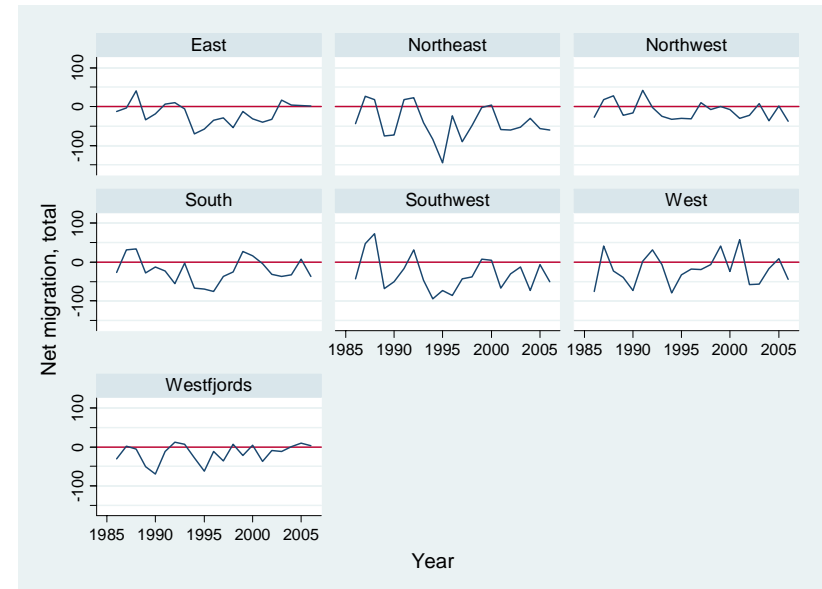 East Northeast Northwest
100
0
-100
South Southwest West
100
0
-100
1985 1990 1995 2000 2005 1985 1990 1995 2000 2005
Westfjords
100
0
-100
1985 1990 1995 2000 2005
Net migration, total
Year